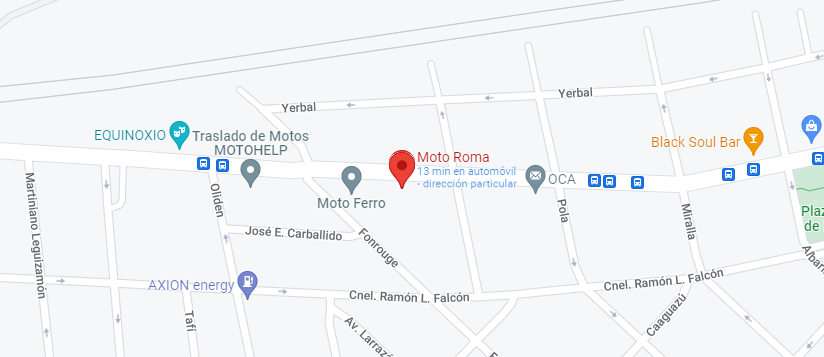 Yerbal
Yerbal
EQUINOXIO
Traslado de Motos
MOTOHELP
Black Soul Bar
Moto Roma
13 min en automóvil
- dirección particular
OCA
Martiniano Leguizamón
Oliden
Moto Ferro
Pola
Miralla
Plaz
de
José E. Carballido
Fonrouge
AXION energy
Cnel. Ramón L. Falcón
Cnel. Ramón L. Falcón
Albari
Tafí
Av. Larrazá
Caaguazú